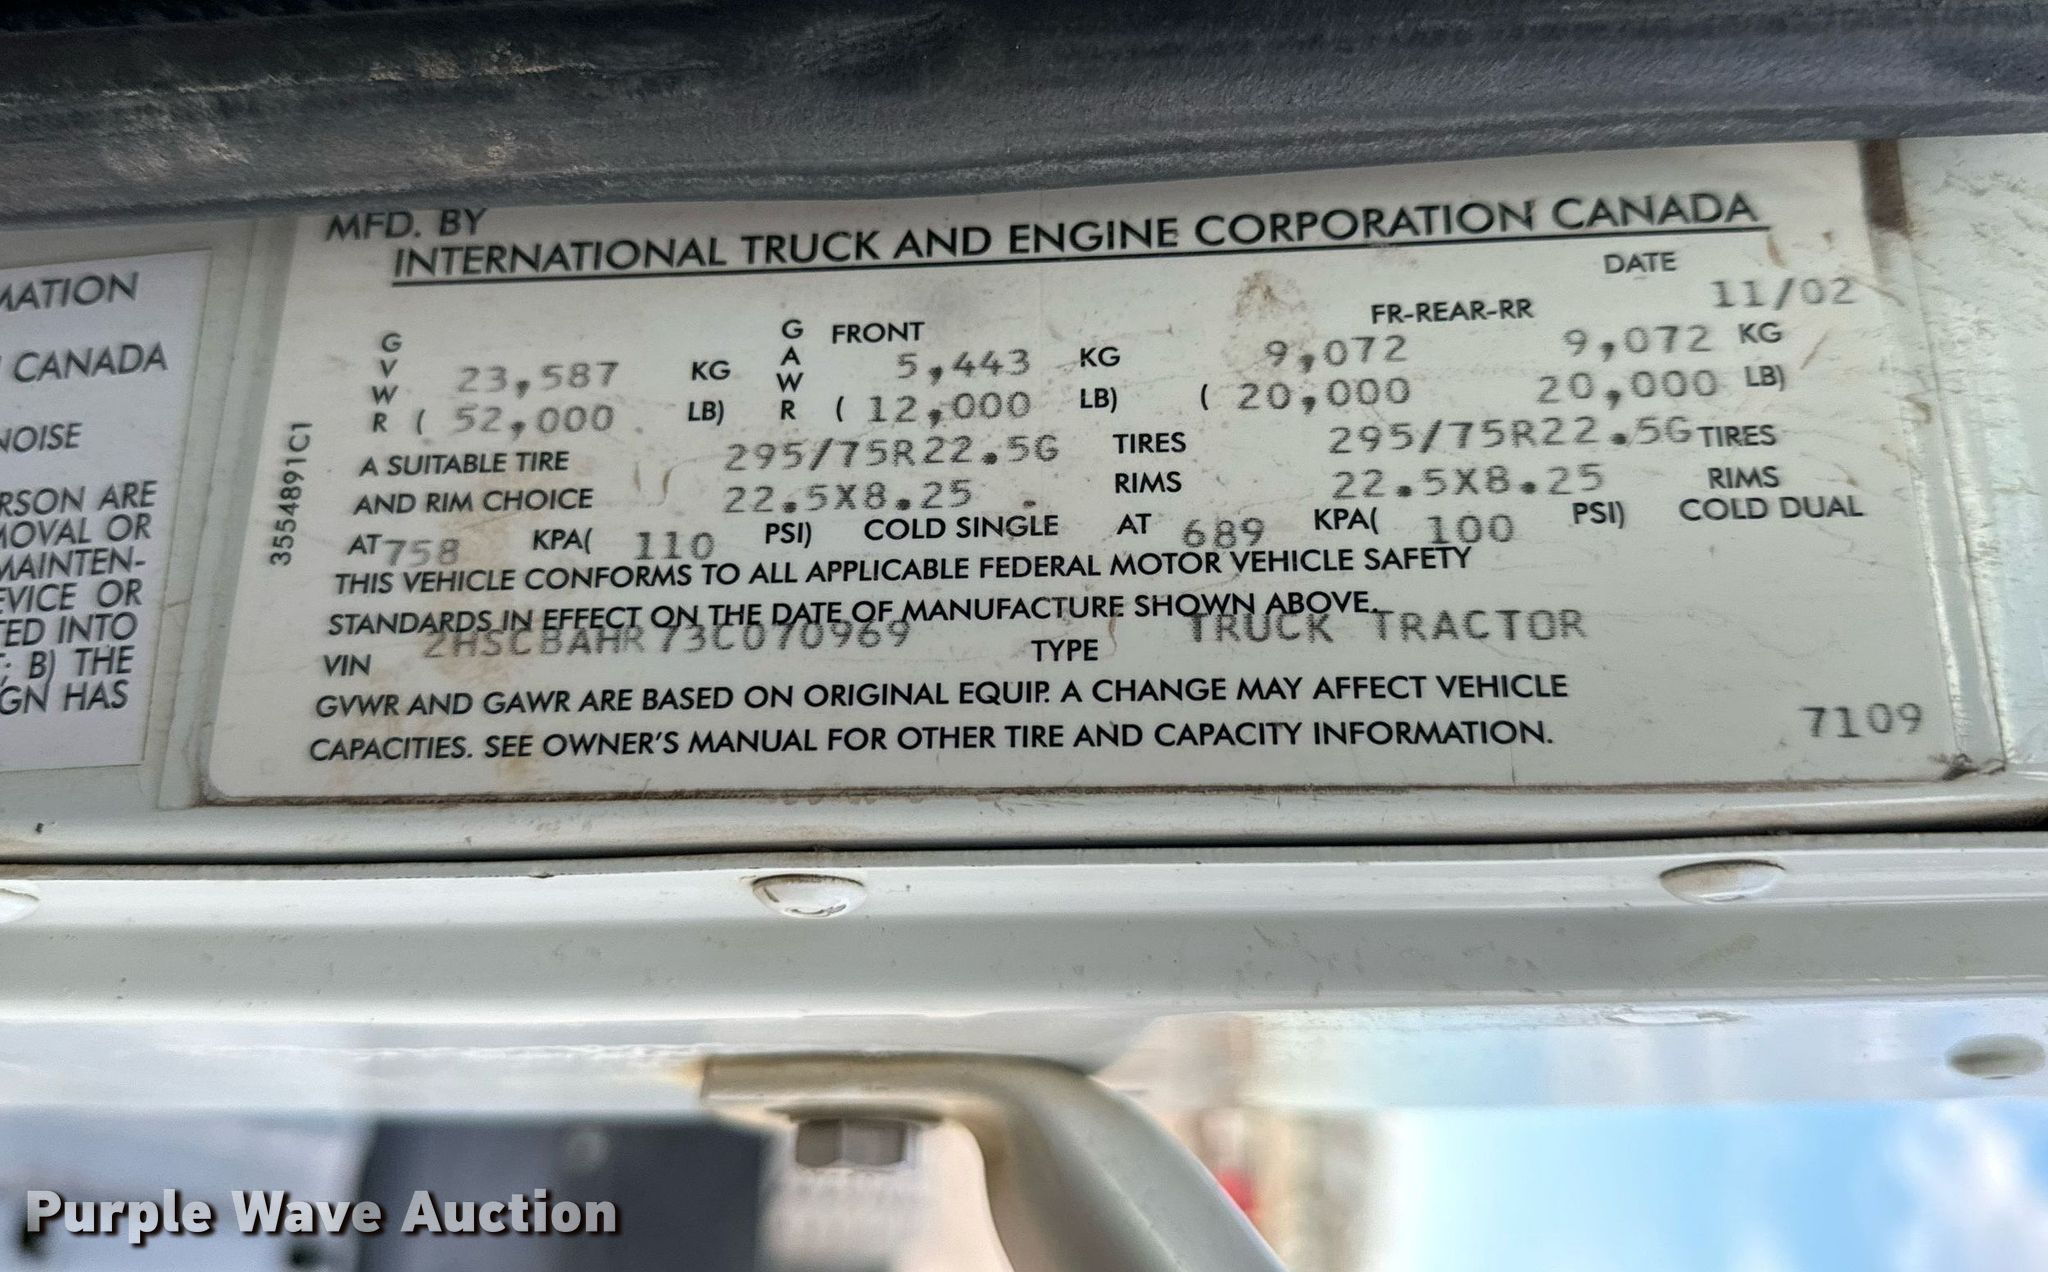 MFD. BY
INTERNATIONAL TRUCK AND ENGINE CORPORATION CANADA
DATE
11/02
GVWR 23,587 KG GAWR FRONT 5,443 KG FR-REAR-RR 9,072 9,072 KG
( 52,000 LB) ( 12,000 LB) ( 20,000 20,000 LB)
A SUITABLE TIRE 295/75R22.5G TIRES 295/75R22.5G TIRES
AND RIM CHOICE 22.5X8.25 RIMS 22.5X8.25 RIMS
AT 758 KPA( 110 PSI) COLD SINGLE AT 689 KPA( 100 PSI) COLD DUAL
THIS VEHICLE CONFORMS TO ALL APPLICABLE FEDERAL MOTOR VEHICLE SAFETY
STANDARDS IN EFFECT ON THE DATE OF MANUFACTURE SHOWN ABOVE.
VIN 2HSCBAHR73C070969 TYPE TRUCK TRACTOR
GVWR AND GAWR ARE BASED ON ORIGINAL EQUIP. A CHANGE MAY AFFECT VEHICLE
CAPACITIES. SEE OWNER'S MANUAL FOR OTHER TIRE AND CAPACITY INFORMATION.
7109
3554891C1
MATION
CANADA
NOISE
RSON ARE
MOVAL OR
MAINTEN-
EVICE OR
TED INTO
; B) THE
GN HAS
Purple Wave Auction